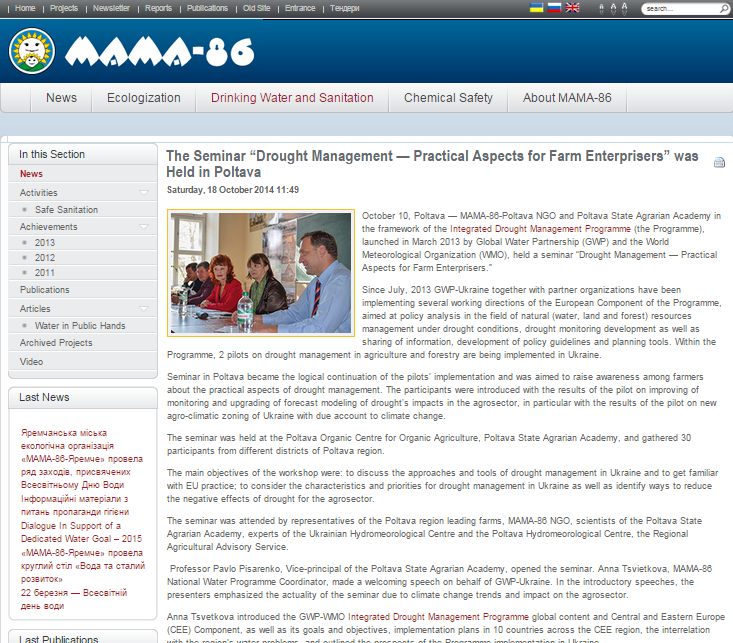 Home | Projects | Newsletter | Reports | Publications | Old Site | Entrance | Тендери
search...
МАМА-86
News
Ecologization
Drinking Water and Sanitation
Chemical Safety
About MAMA-86
In this Section
News
Activities
Safe Sanitation
Achievements
2013
2012
2011
Publications
Articles
Water in Public Hands
Archived Projects
Video
Last News
Яремчанська міська
екологічна організація
«МАМА-86-Яремче» провела
ряд заходів, присвячених
Всесвітньому Дню Води
Інформаційні матеріали з
питань пропаганди гігієни
Dialogue In Support of a
Dedicated Water Goal – 2015
«МАМА-86-Яремче» провела
круглий стіл «Вода та сталий
розвиток»
22 березня — Всесвітній
день води
Last Publications
The Seminar “Drought Management — Practical Aspects for Farm Enterprisers” was
Held in Poltava
Saturday, 18 October 2014 11:49
October 10, Poltava — MAMA-86-Poltava NGO and Poltava State Agrarian Academy in
the framework of the Integrated Drought Management Programme (the Programme),
launched in March 2013 by Global Water Partnership (GWP) and the World
Meteorological Organization (WMO), held a seminar “Drought Management — Practical
Aspects for Farm Enterprisers.”
Since July, 2013 GWP-Ukraine together with partner organizations have been
implementing several working directions of the European Component of the Programme,
aimed at policy analysis in the field of natural (water, land and forest) resources
management under drought conditions, drought monitoring development as well as
sharing of information, development of policy guidelines and planning tools. Within the
Programme, 2 pilots on drought management in agriculture and forestry are being implemented in Ukraine.
Seminar in Poltava became the logical continuation of the pilots’ implementation and was aimed to raise awareness among farmers
about the practical aspects of drought management. The participants were introduced with the results of the pilot on improving of
monitoring and upgrading of forecast modeling of drought’s impacts in the agrosector, in particular with the results of the pilot on new
agro-climatic zoning of Ukraine with due account to climate change.
The seminar was held at the Poltava Organic Centre for Organic Agriculture, Poltava State Agrarian Academy, and gathered 30
participants from different districts of Poltava region.
The main objectives of the workshop were: to discuss the approaches and tools of drought management in Ukraine and to get familiar
with EU practice; to consider the characteristics and priorities for drought management in Ukraine as well as identify ways to reduce
the negative effects of drought for the agrosector.
The seminar was attended by representatives of the Poltava region leading farms, MAMA-86 NGO, scientists of the Poltava State
Agrarian Academy, experts of the Ukrainian Hydrometeorological Centre and the Poltava Hydrometeorological Centre, the Regional
Agricultural Advisory Service.
Professor Pavlo Pisarenko, Vice-principal of the Poltava State Agrarian Academy, opened the seminar. Anna Tsvietkova, MAMA-86
National Water Programme Coordinator, made a welcoming speech on behalf of GWP-Ukraine. In the introductory speeches, the
presenters emphasized the actuality of the seminar due to climate change trends and impact on the agrosector.
Anna Tsvetkova introduced the GWP-WMO Integrated Drought Management Programme global content and Central and Eastern Europe
(CEE) Component, as well as its goals and objectives, implementation plans in 10 countries across the CEE region, the interrelation
with the region's water problems, and outlined the prospects of the Programme implementation in Ukraine.